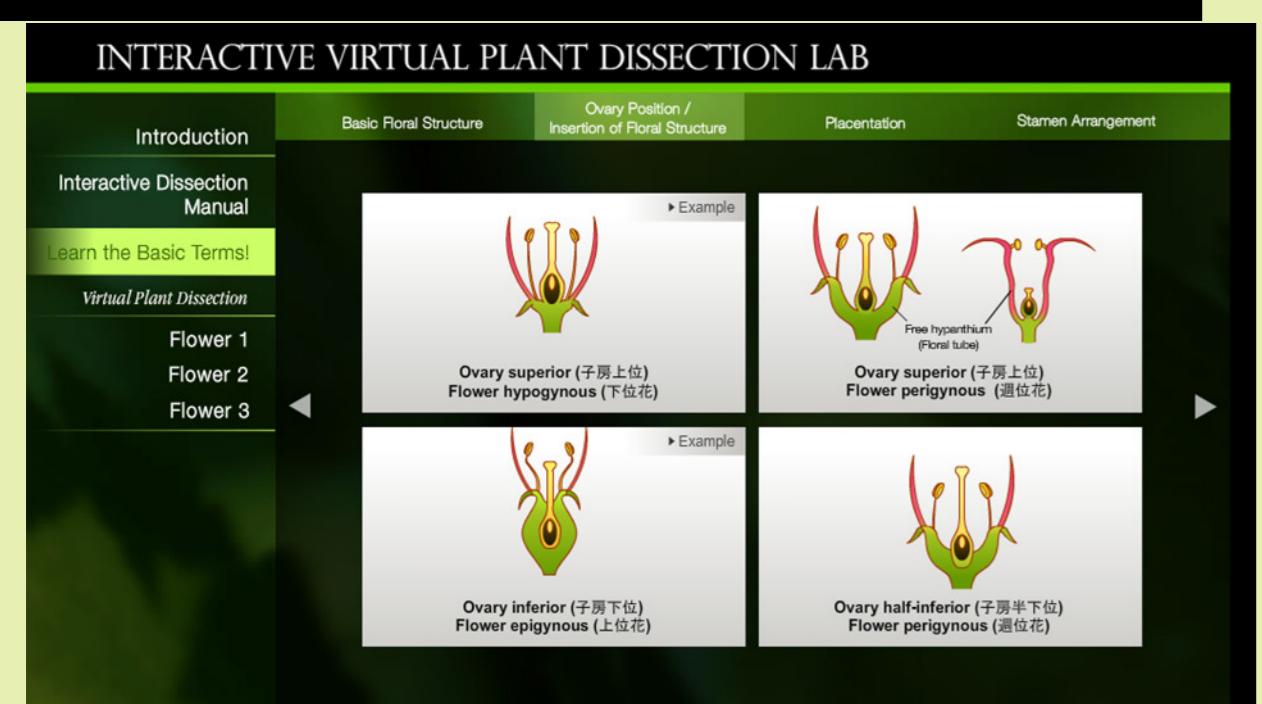 INTERACTIVE VIRTUAL PLANT DISSECTION LAB
Introduction
Interactive Dissection
Manual
Learn the Basic Terms!
Virtual Plant Dissection
Flower 1
Flower 2
Flower 3
Basic Floral Structure
Ovary Position /
Insertion of Floral Structure
Placentation
Stamen Arrangement
Example
Ovary superior (子房上位)
Flower hypogynous (下位花)
Free hypanthium
(Floral tube)
Ovary superior (子房上位)
Flower perigynous (週位花)
Example
Ovary inferior (子房下位)
Flower epigynous (上位花)
Ovary half-inferior (子房半下位)
Flower perigynous (週位花)